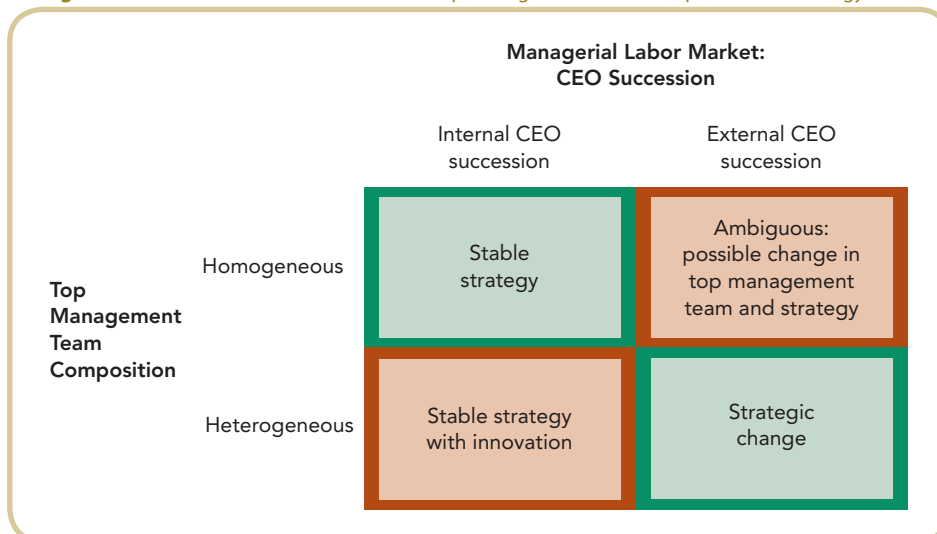 Managerial Labor Market:
CEO Succession
Internal CEO
succession
External CEO
succession
Top
Management
Team
Composition
Homogeneous
Stable
strategy
Ambiguous:
possible change in
top management
team and strategy
Heterogeneous
Stable strategy
with innovation
Strategic
change